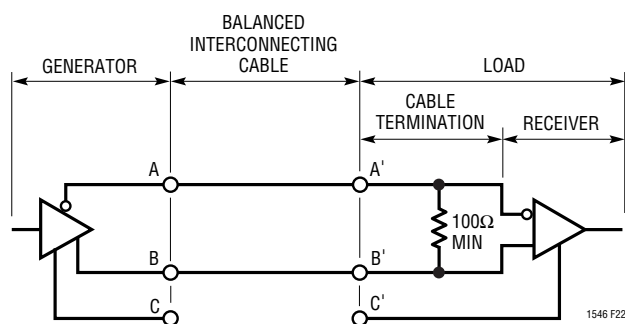 BALANCED
INTERCONNECTING
CABLE
GENERATOR
LOAD
CABLE
TERMINATION
RECEIVER
A
A'
100Ω
MIN
B
B'
C
C'
1546 F22